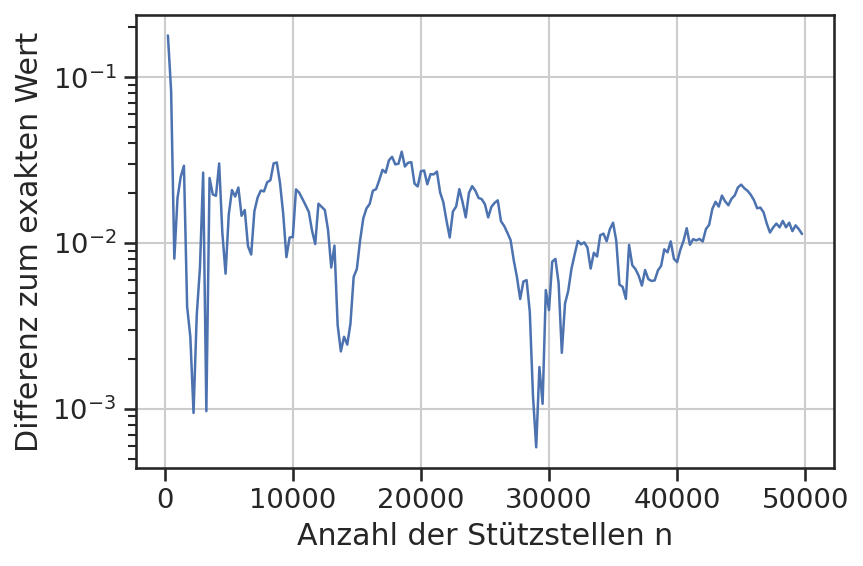 Differenz zum exakten Wert
10⁻¹
10⁻²
10⁻³
0 10000 20000 30000 40000 50000
Anzahl der Stützstellen n